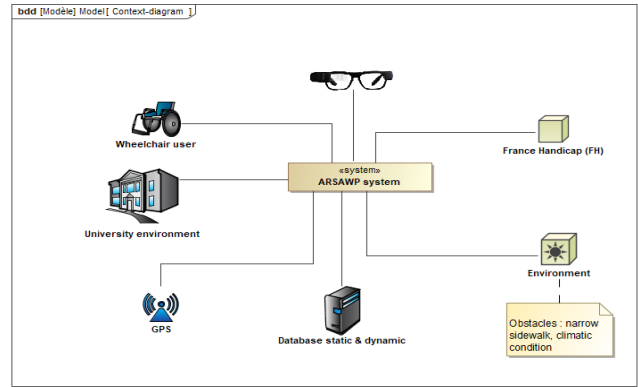 bdd [Modèle] Model [ Context-diagram ]
Wheelchair user
France Handicap (FH)
«system»
ARSAWP system
University environment
Environment
GPS
Database static & dynamic
Obstacles : narrow
sidewalk, climatic
condition